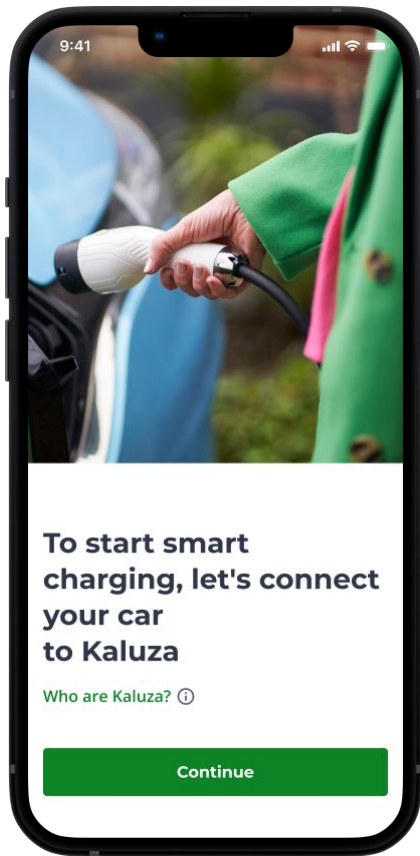 9:41
To start smart
charging, let's connect
your car
to Kaluza
Who are Kaluza?
Continue